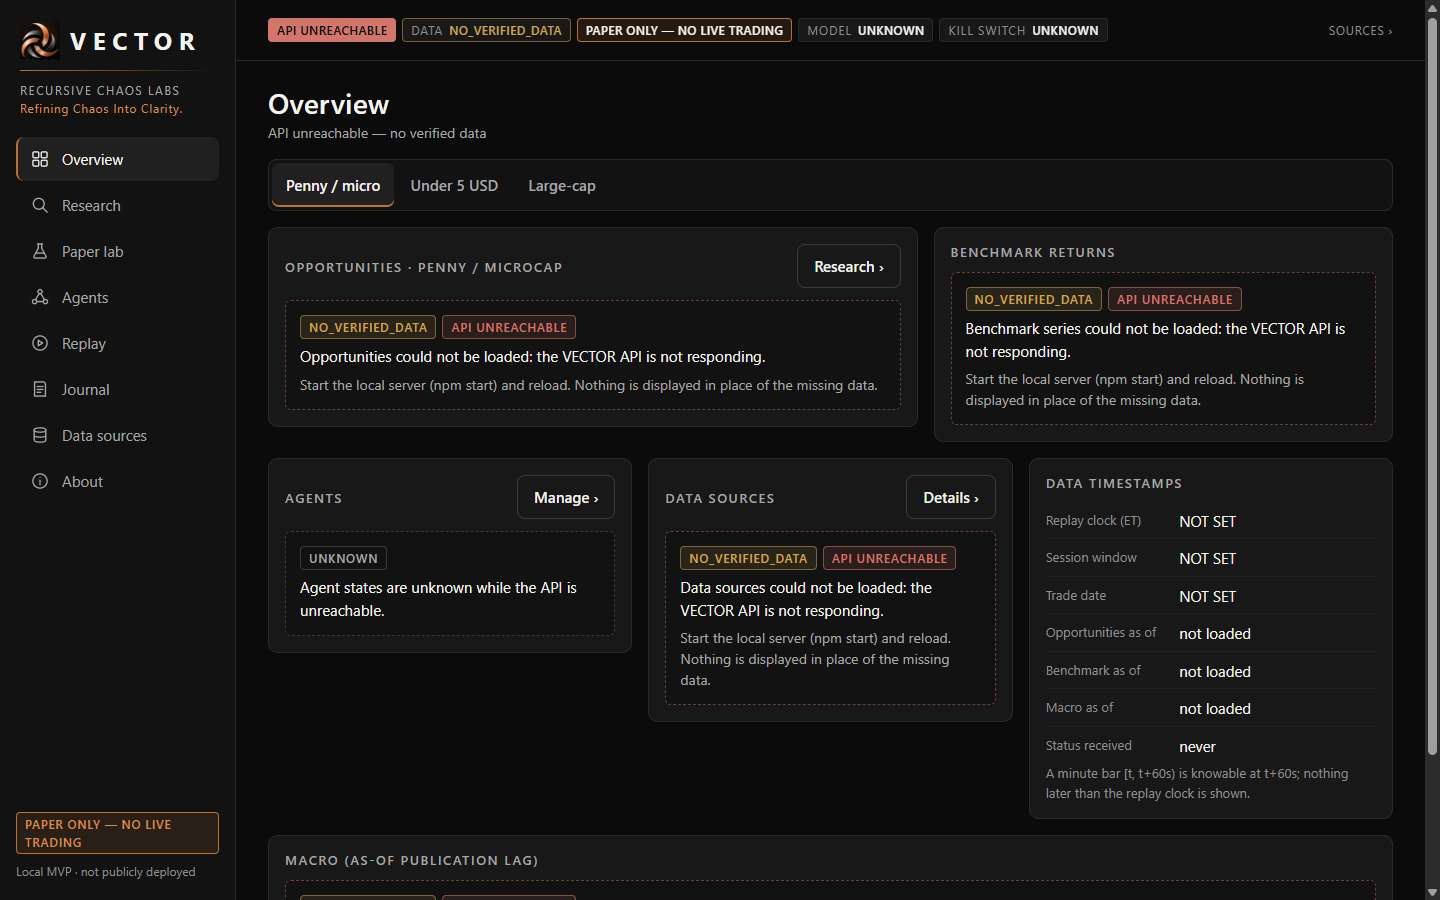 VECTOR
RECURSIVE CHAOS LABS
Refining Chaos Into Clarity.
Overview
Research
Paper lab
Agents
Replay
Journal
Data sources
About
PAPER ONLY — NO LIVE
TRADING
Local MVP · not publicly deployed
API UNREACHABLE
DATA NO_VERIFIED_DATA
PAPER ONLY — NO LIVE TRADING
MODEL UNKNOWN
KILL SWITCH UNKNOWN
SOURCES ›
Overview
API unreachable — no verified data
Penny / micro
Under 5 USD
Large-cap
OPPORTUNITIES · PENNY / MICROCAP
Research ›
NO_VERIFIED_DATA
API UNREACHABLE
Opportunities could not be loaded: the VECTOR API is not responding.
Start the local server (npm start) and reload. Nothing is displayed in place of the missing data.
BENCHMARK RETURNS
NO_VERIFIED_DATA
API UNREACHABLE
Benchmark series could not be loaded: the VECTOR API is
not responding.
Start the local server (npm start) and reload. Nothing is
displayed in place of the missing data.
AGENTS
Manage ›
UNKNOWN
Agent states are unknown while the API is
unreachable.
DATA SOURCES
Details ›
NO_VERIFIED_DATA
API UNREACHABLE
Data sources could not be loaded: the
VECTOR API is not responding.
Start the local server (npm start) and reload.
Nothing is displayed in place of the missing
data.
DATA TIMESTAMPS
Replay clock (ET) NOT SET
Session window NOT SET
Trade date NOT SET
Opportunities as of not loaded
Benchmark as of not loaded
Macro as of not loaded
Status received never
A minute bar [t, t+60s) is knowable at t+60s; nothing
later than the replay clock is shown.
MACRO (AS-OF PUBLICATION LAG)